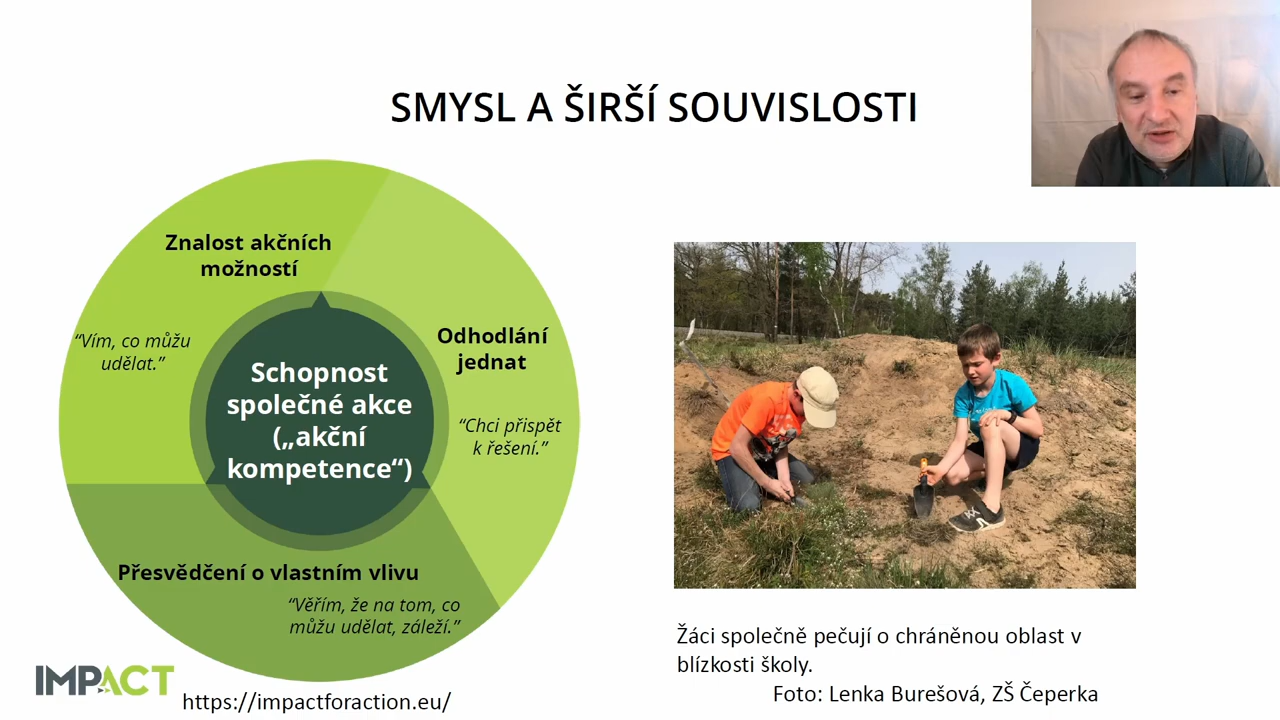 SMYSL A ŠIRŠÍ SOUVISLOSTI
Znalost akčních
možností
“Vím, co můžu
udělat.”
Odhodlání
jednat
“Chci přispět
k řešení.”
Schopnost
společné akce
(„akční
kompetence“)
Přesvědčení o vlastním vlivu
“Věřím, že na tom, co
můžu udělat, záleží.”
IMPACT
https://impactforaction.eu/
Žáci společně pečují o chráněnou oblast v
blízkosti školy.
Foto: Lenka Burešová, ZŠ Čeperka